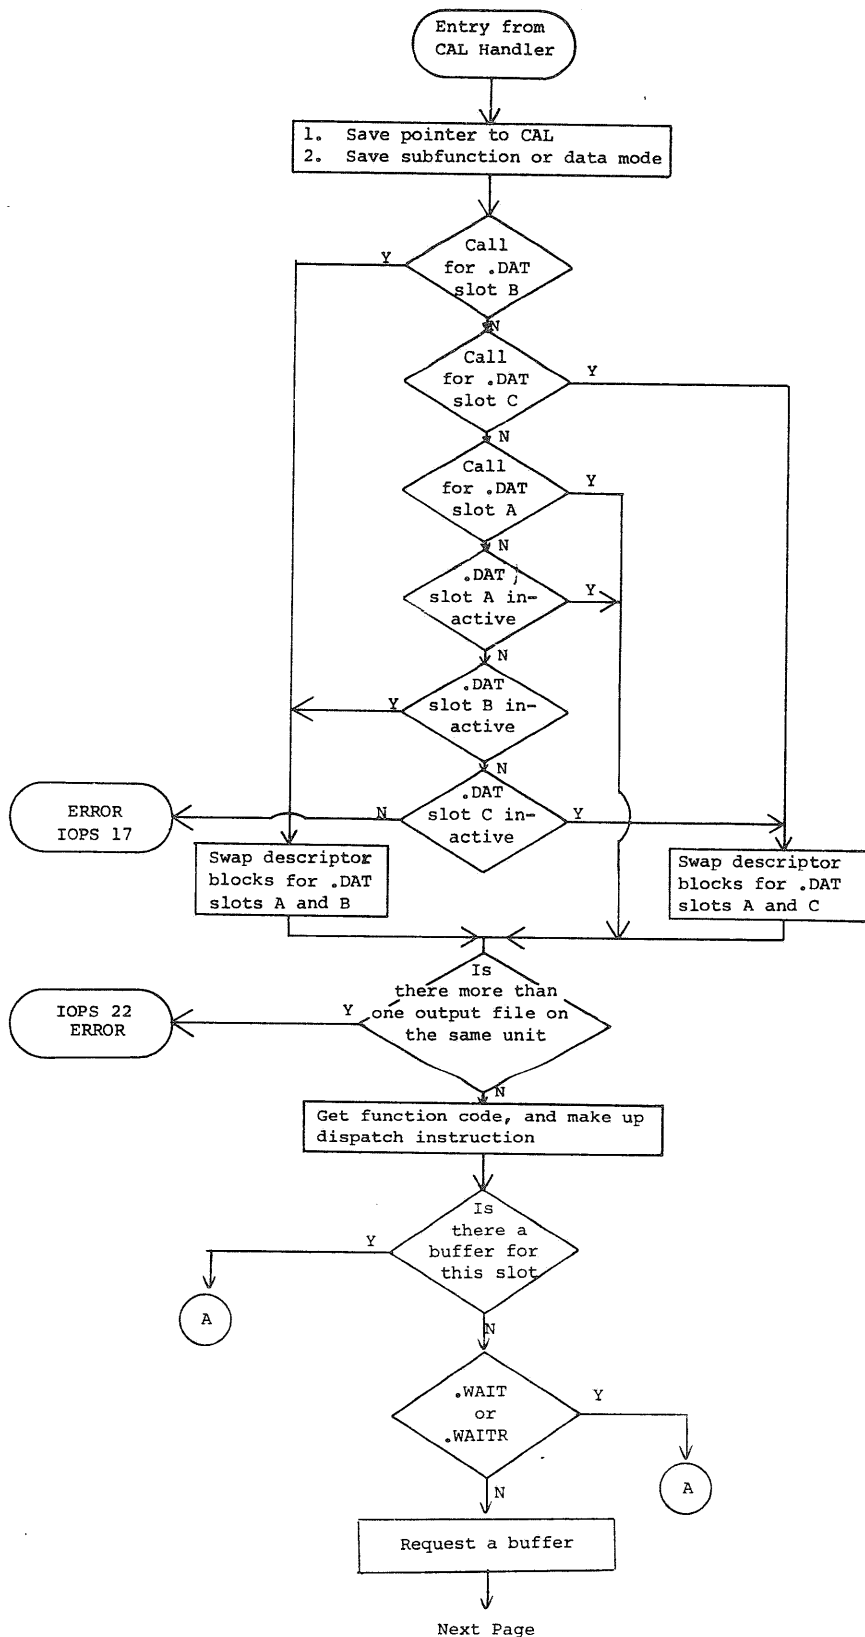 Entry from
CAL Handler
1. Save pointer to CAL
2. Save subfunction or data mode
Call
for .DAT
slot B
Y
N
Call
for .DAT
slot C
Y
N
Call
for .DAT
slot A
Y
N
.DAT
slot A in-
active
Y
N
.DAT
slot B in-
active
Y
N
.DAT
slot C in-
active
N
Y
ERROR
IOPS 17
Swap descriptor
blocks for .DAT
slots A and B
Swap descriptor
blocks for .DAT
slots A and C
Is
there more than
one output file on
the same unit
Y
N
IOPS 22
ERROR
Get function code, and make up
dispatch instruction
Is
there a
buffer for
this slot
Y
N
A
.WAIT
or
.WAITR
Y
N
A
Request a buffer
Next Page